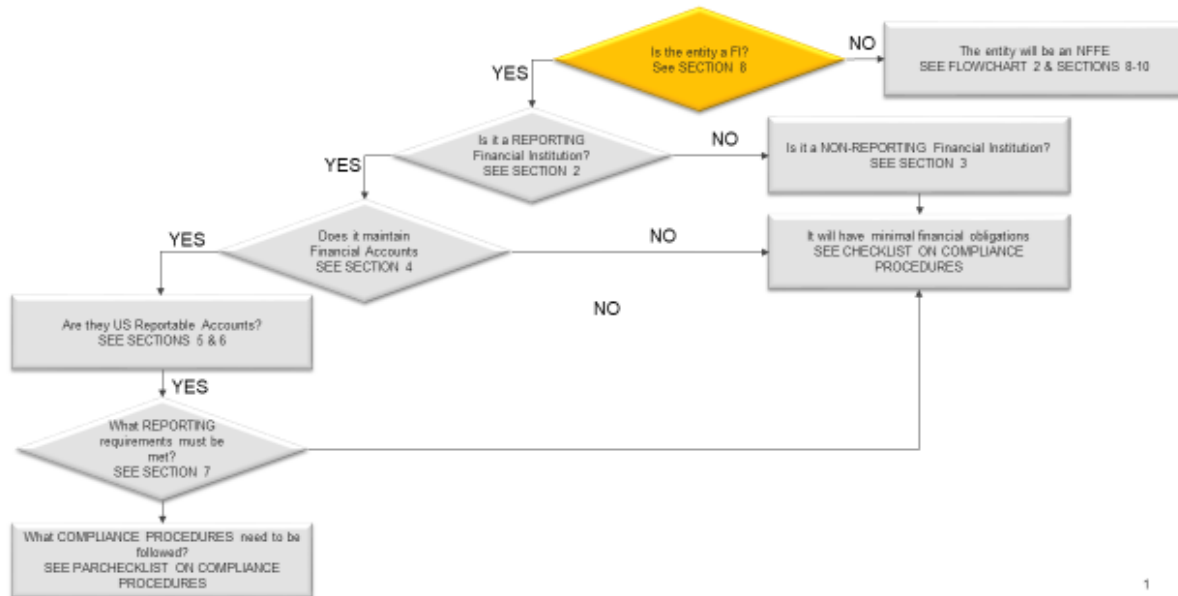 Is the entity a FI?
See SECTION 8
NO
The entity will be an NFFE
SEE FLOWCHART 2 & SECTIONS 8-10
YES
Is it a REPORTING
Financial Institution?
SEE SECTION 2
NO
Is it a NON-REPORTING Financial Institution?
SEE SECTION 3
YES
Does it maintain
Financial Accounts
SEE SECTION 4
NO
It will have minimal financial obligations
SEE CHECKLIST ON COMPLIANCE
PROCEDURES
YES
NO
Are they US Reportable Accounts?
SEE SECTIONS 5 & 6
YES
What REPORTING
requirements must be
met?
SEE SECTION 7
What COMPLIANCE PROCEDURES need to be
followed?
SEE PARCHECKLIST ON COMPLIANCE
PROCEDURES
1